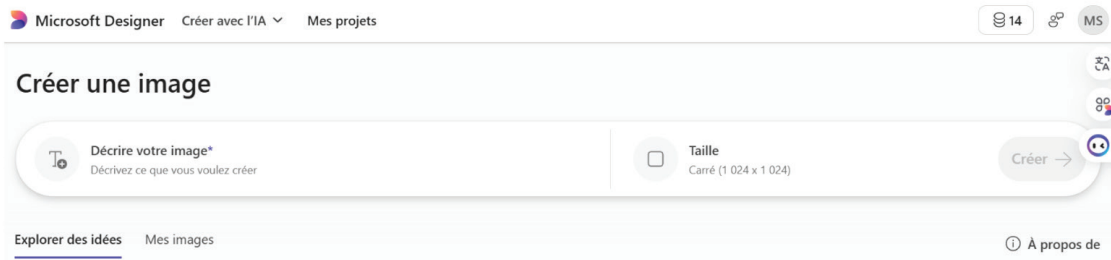 Microsoft Designer Créer avec l'IA Mes projets 14 MS
Créer une image
Décrire votre image* Taille Créer →
Décrivez ce que vous voulez créer Carré (1 024 x 1 024)
Explorer des idées Mes images À propos de